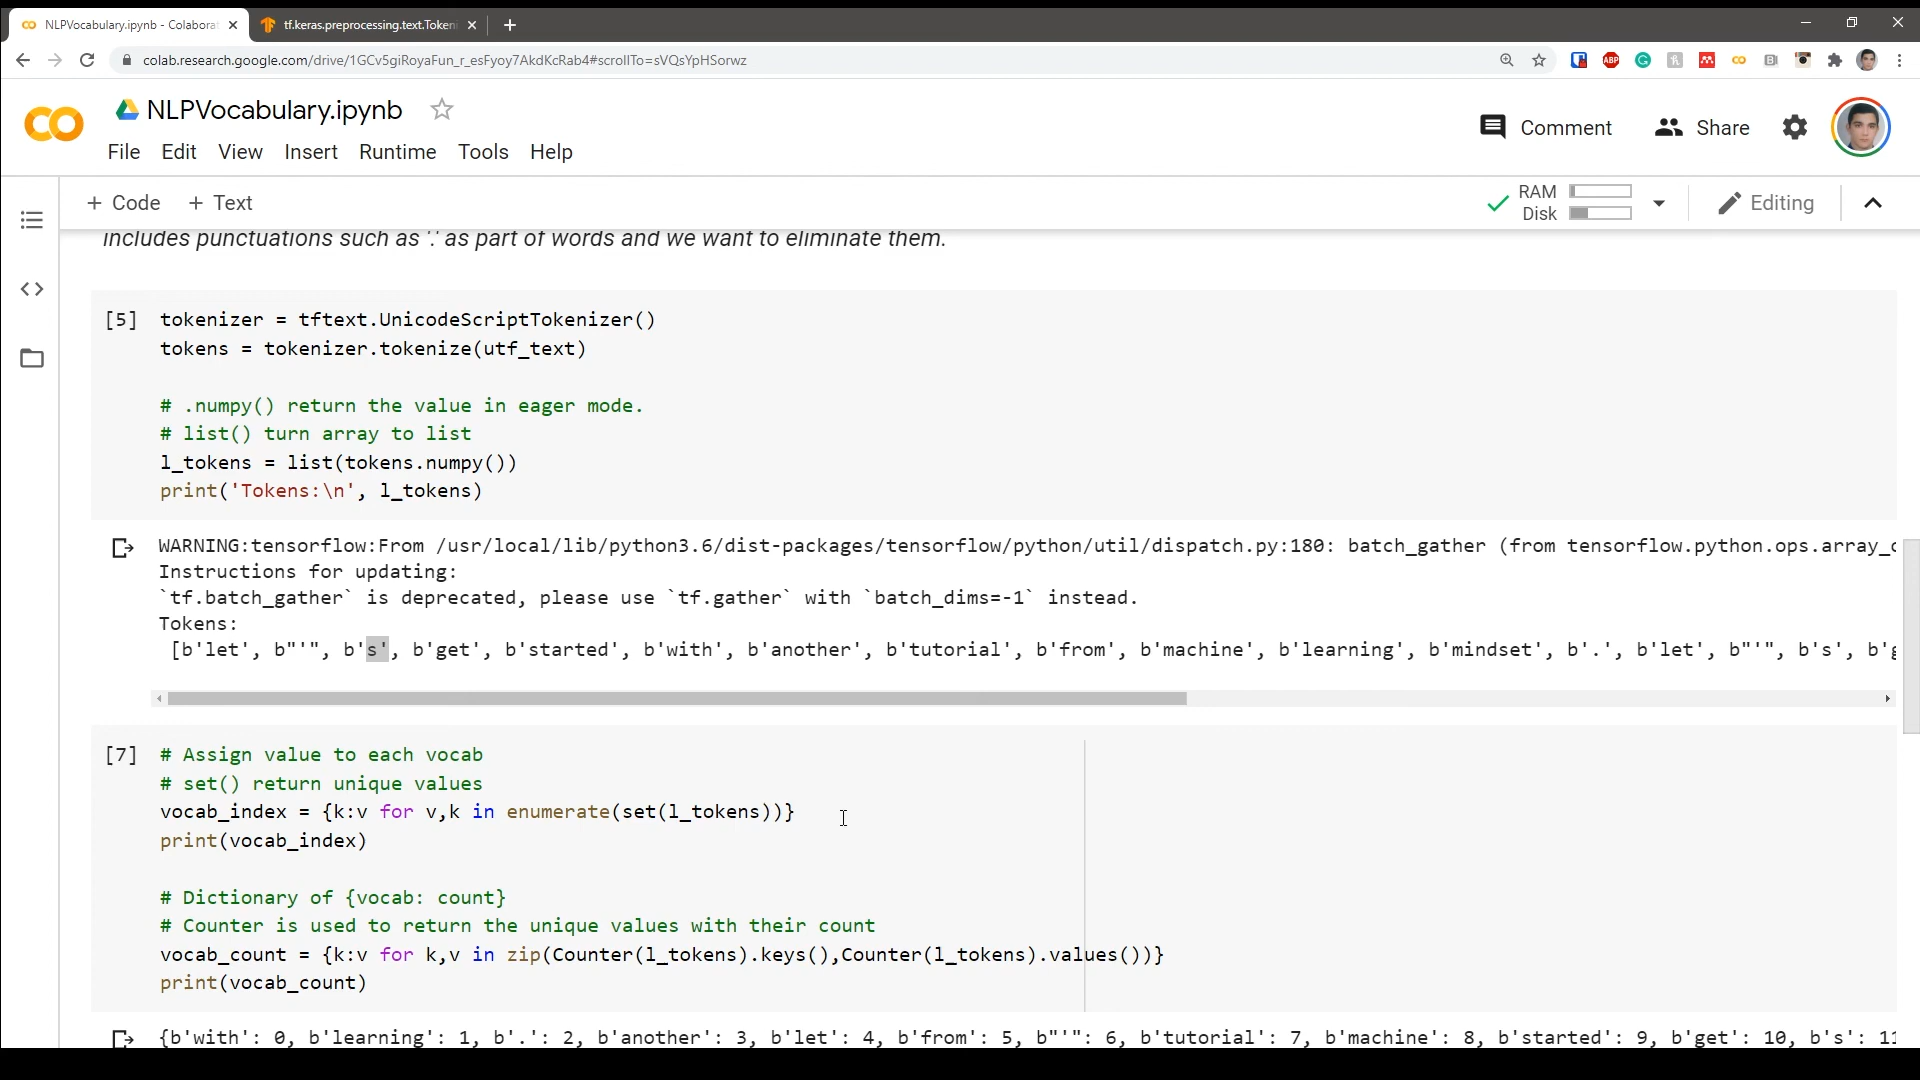 NLPVocabulary.ipynb - Colabora
tf.keras.preprocessing.text.Token
colab.research.google.com/drive/1GCv5giRoyaFun_r_esFyoy7AkdKcRab4#scrollTo=sVQsYpHSorwz
ABP
NLPVocabulary.ipynb
Comment
Share
File Edit View Insert Runtime Tools Help
+ Code + Text
RAM
Disk
Editing
includes punctuations such as '.' as part of words and we want to eliminate them.
[5] tokenizer = tftext.UnicodeScriptTokenizer()
tokens = tokenizer.tokenize(utf_text)
# .numpy() return the value in eager mode.
# list() turn array to list
l_tokens = list(tokens.numpy())
print('Tokens:\n', l_tokens)
WARNING:tensorflow:From /usr/local/lib/python3.6/dist-packages/tensorflow/python/util/dispatch.py:180: batch_gather (from tensorflow.python.ops.array_o
Instructions for updating:
`tf.batch_gather` is deprecated, please use `tf.gather` with `batch_dims=-1` instead.
Tokens:
[b'let', b"'", b's', b'get', b'started', b'with', b'another', b'tutorial', b'from', b'machine', b'learning', b'mindset', b'.', b'let', b"'", b's', b'g
[7] # Assign value to each vocab
# set() return unique values
vocab_index = {k:v for v,k in enumerate(set(l_tokens))}
print(vocab_index)
# Dictionary of {vocab: count}
# Counter is used to return the unique values with their count
vocab_count = {k:v for k,v in zip(Counter(l_tokens).keys(),Counter(l_tokens).values())}
print(vocab_count)
{b'with': 0, b'learning': 1, b'.': 2, b'another': 3, b'let': 4, b'from': 5, b"'": 6, b'tutorial': 7, b'machine': 8, b'started': 9, b'get': 10, b's': 11